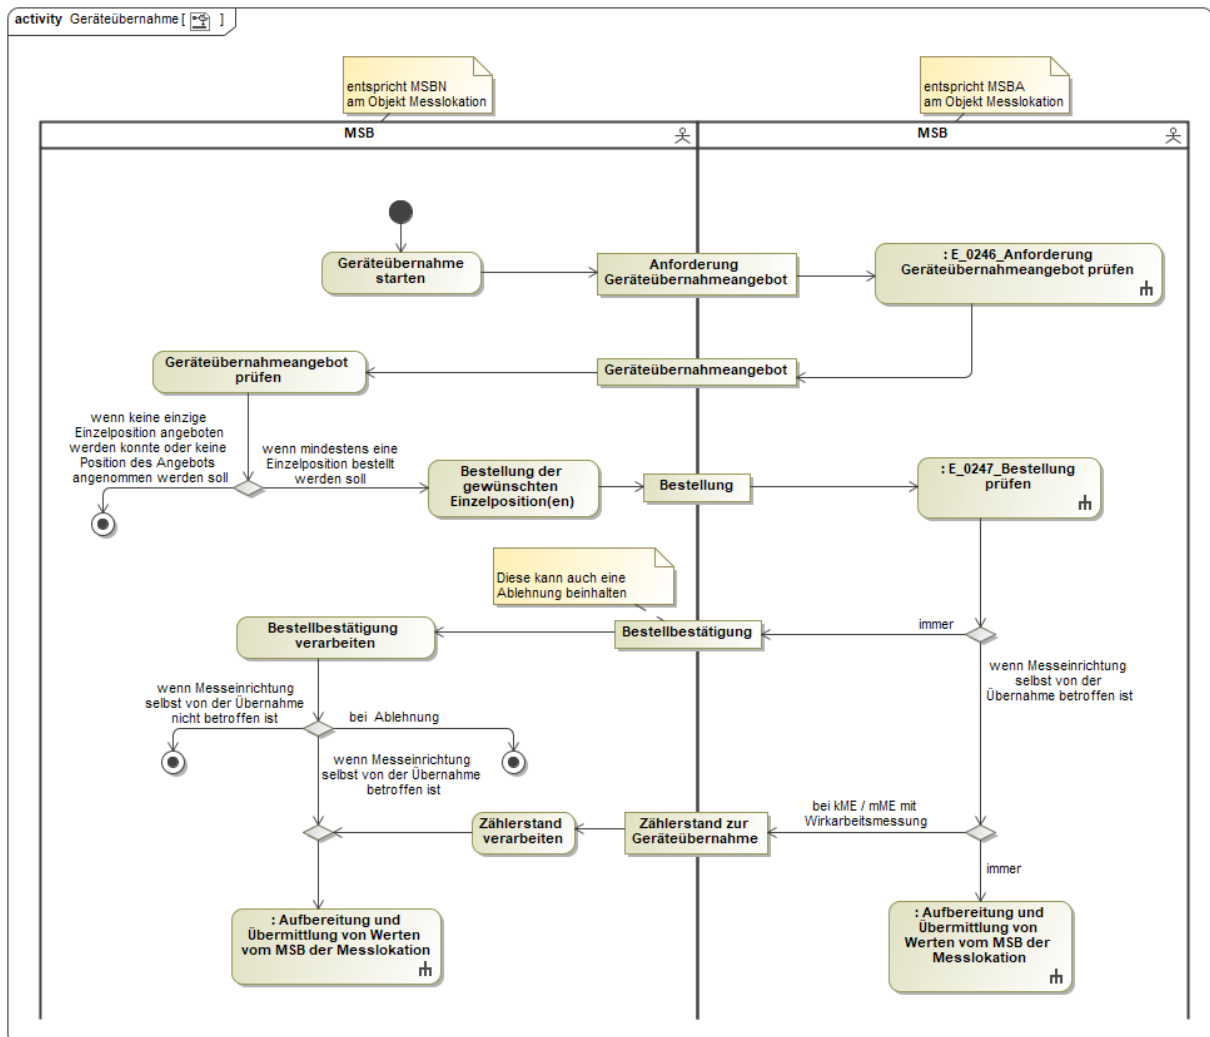 activity Geräteübernahme [ ]
entspricht MSBN
am Objekt Messlokation
entspricht MSBA
am Objekt Messlokation
MSB
MSB
Geräteübernahme
starten
Anforderung
Geräteübernahmeangebot
: E_0246_Anforderung
Geräteübernahmeangebot prüfen
Geräteübernahmeangebot
prüfen
Geräteübernahmeangebot
wenn keine einzige
Einzelposition angeboten
werden konnte oder keine
Position des Angebots
angenommen werden soll
wenn mindestens eine
Einzelposition bestellt
werden soll
Bestellung der
gewünschten
Einzelposition(en)
Bestellung
: E_0247_Bestellung
prüfen
Diese kann auch eine
Ablehnung beinhalten
Bestellbestätigung
verarbeiten
Bestellbestätigung
immer
wenn Messeinrichtung
selbst von der
Übernahme betroffen ist
wenn Messeinrichtung
selbst von der Übernahme
nicht betroffen ist
bei Ablehnung
wenn Messeinrichtung
selbst von der Übernahme
betroffen ist
Zählerstand
verarbeiten
Zählerstand zur
Geräteübernahme
bei kME / mME mit
Wirkarbeitsmessung
immer
: Aufbereitung und
Übermittlung von Werten
vom MSB der Messlokation
: Aufbereitung und
Übermittlung von
Werten vom MSB der
Messlokation